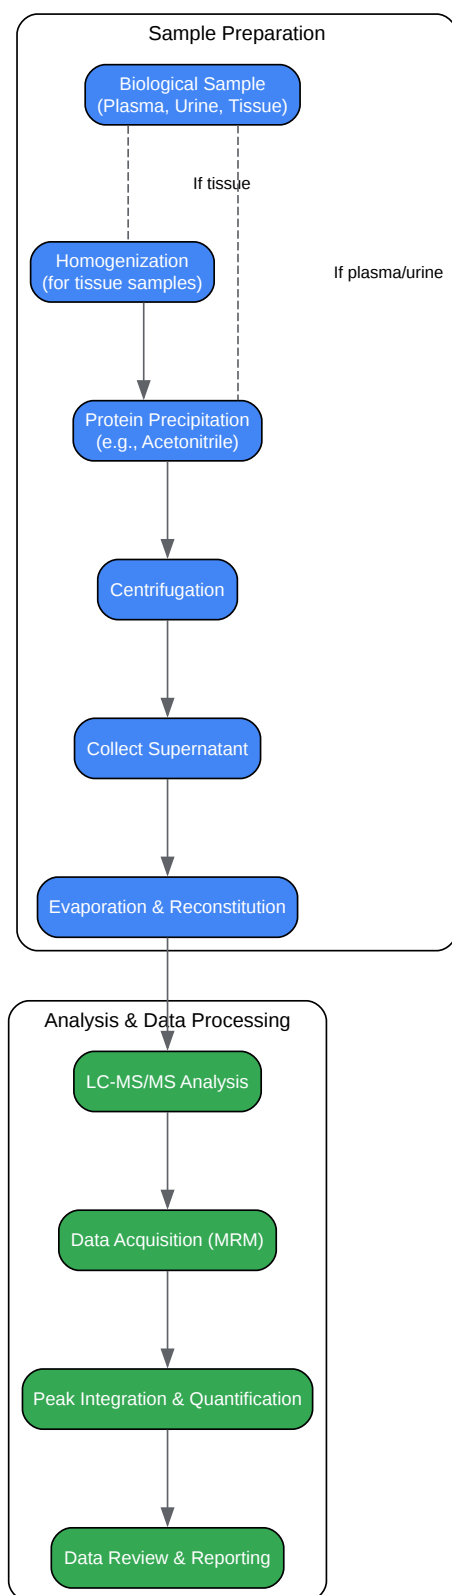 Sample Preparation
Biological Sample
(Plasma, Urine, Tissue)
If tissue
Homogenization
(for tissue samples)
If plasma/urine
Protein Precipitation
(e.g., Acetonitrile)
Centrifugation
Collect Supernatant
Evaporation & Reconstitution
Analysis & Data Processing
LC-MS/MS Analysis
Data Acquisition (MRM)
Peak Integration & Quantification
Data Review & Reporting